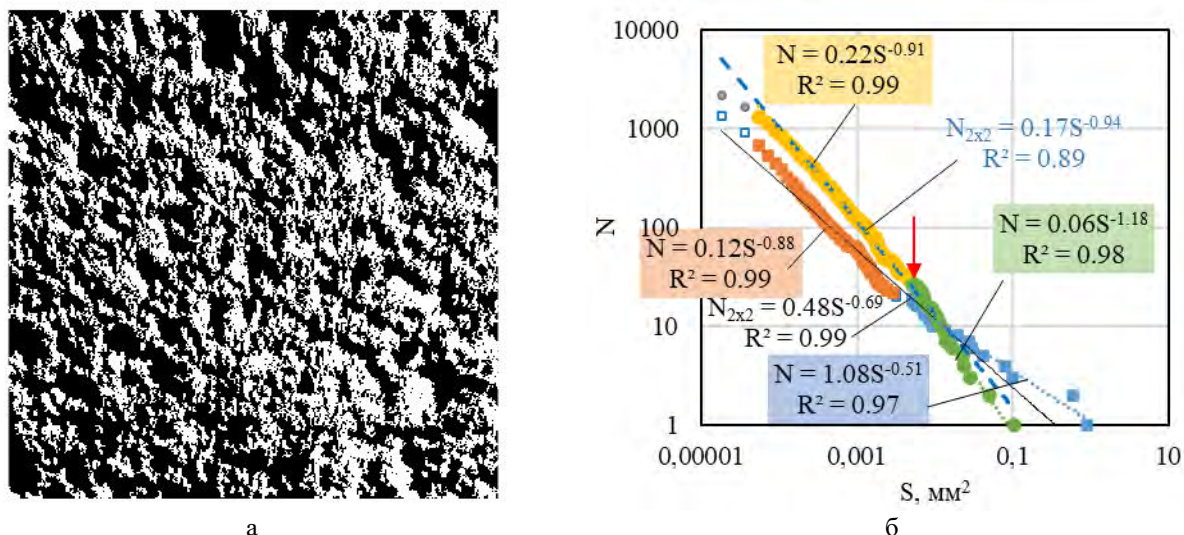 10000
1000
100
10
1
N
N = 0.22S^-0.91
R² = 0.99
N₂ₓ₂ = 0.17S^-0.94
R² = 0.89
N = 0.06S^-1.18
R² = 0.98
N = 0.12S^-0.88
R² = 0.99
N₂ₓ₂ = 0.48S^-0.69
R² = 0.99
N = 1.08S^-0.51
R² = 0.97
0,00001 0,001 0,1 10
S, мм²
а б